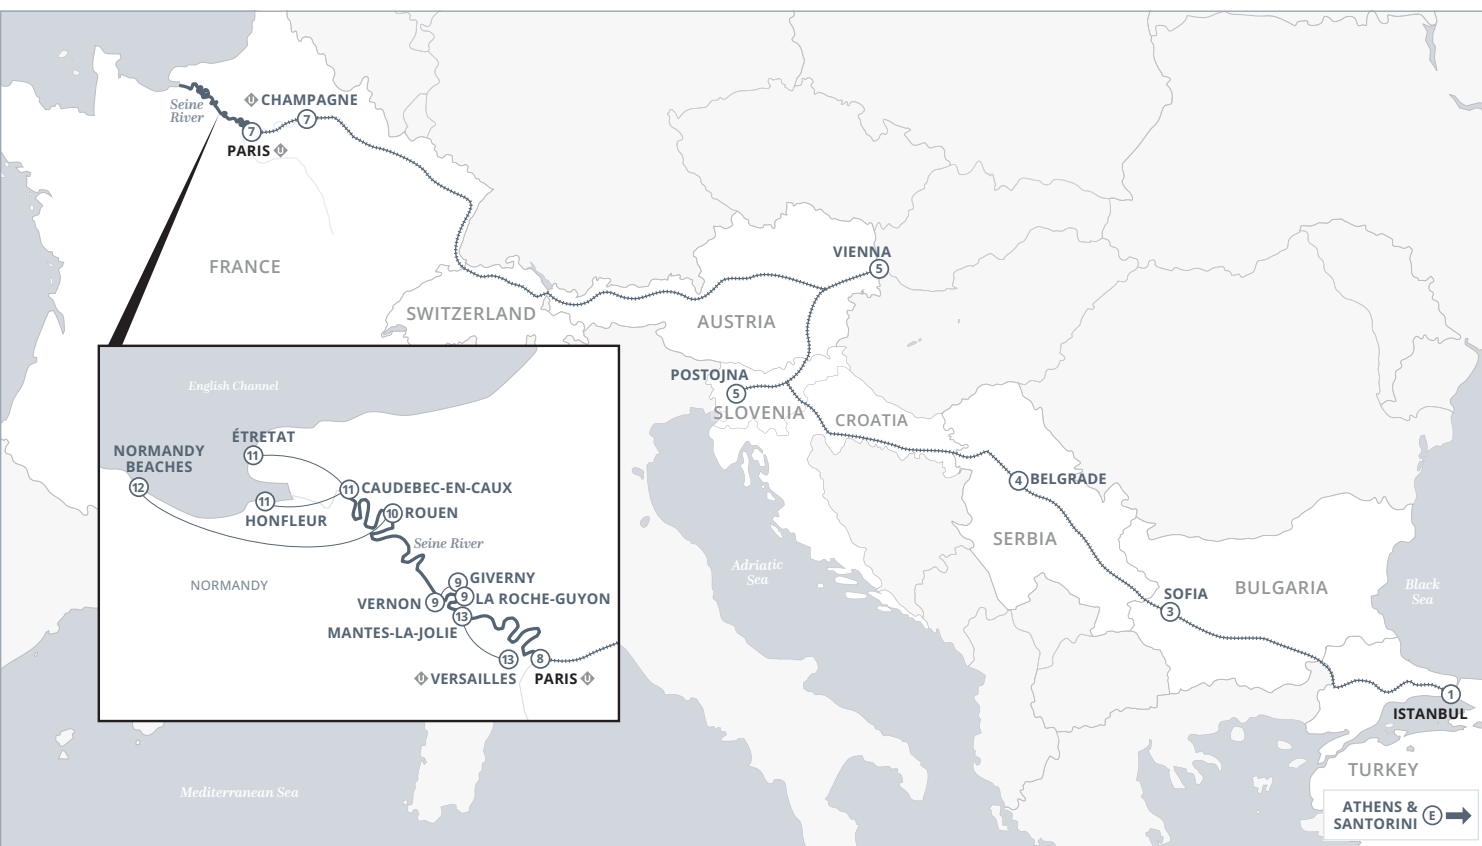 Seine
River
U CHAMPAGNE
7
7
PARIS U
FRANCE
SWITZERLAND
VIENNA
5
AUSTRIA
POSTOJNA
5
SLOVENIA
CROATIA
4 BELGRADE
SERBIA
SOFIA
3
BULGARIA
Black
Sea
Adriatic
Sea
1
ISTANBUL
TURKEY
ATHENS &
SANTORINI E
Mediterranean Sea
English Channel
ÉTRETAT
11
NORMANDY
BEACHES
12
11 CAUDEBEC-EN-CAUX
11
HONFLEUR
10 ROUEN
Seine River
NORMANDY
9 GIVERNY
9 LA ROCHE-GUYON
VERNON 9
13
MANTES-LA-JOLIE
13
U VERSAILLES
8
PARIS U